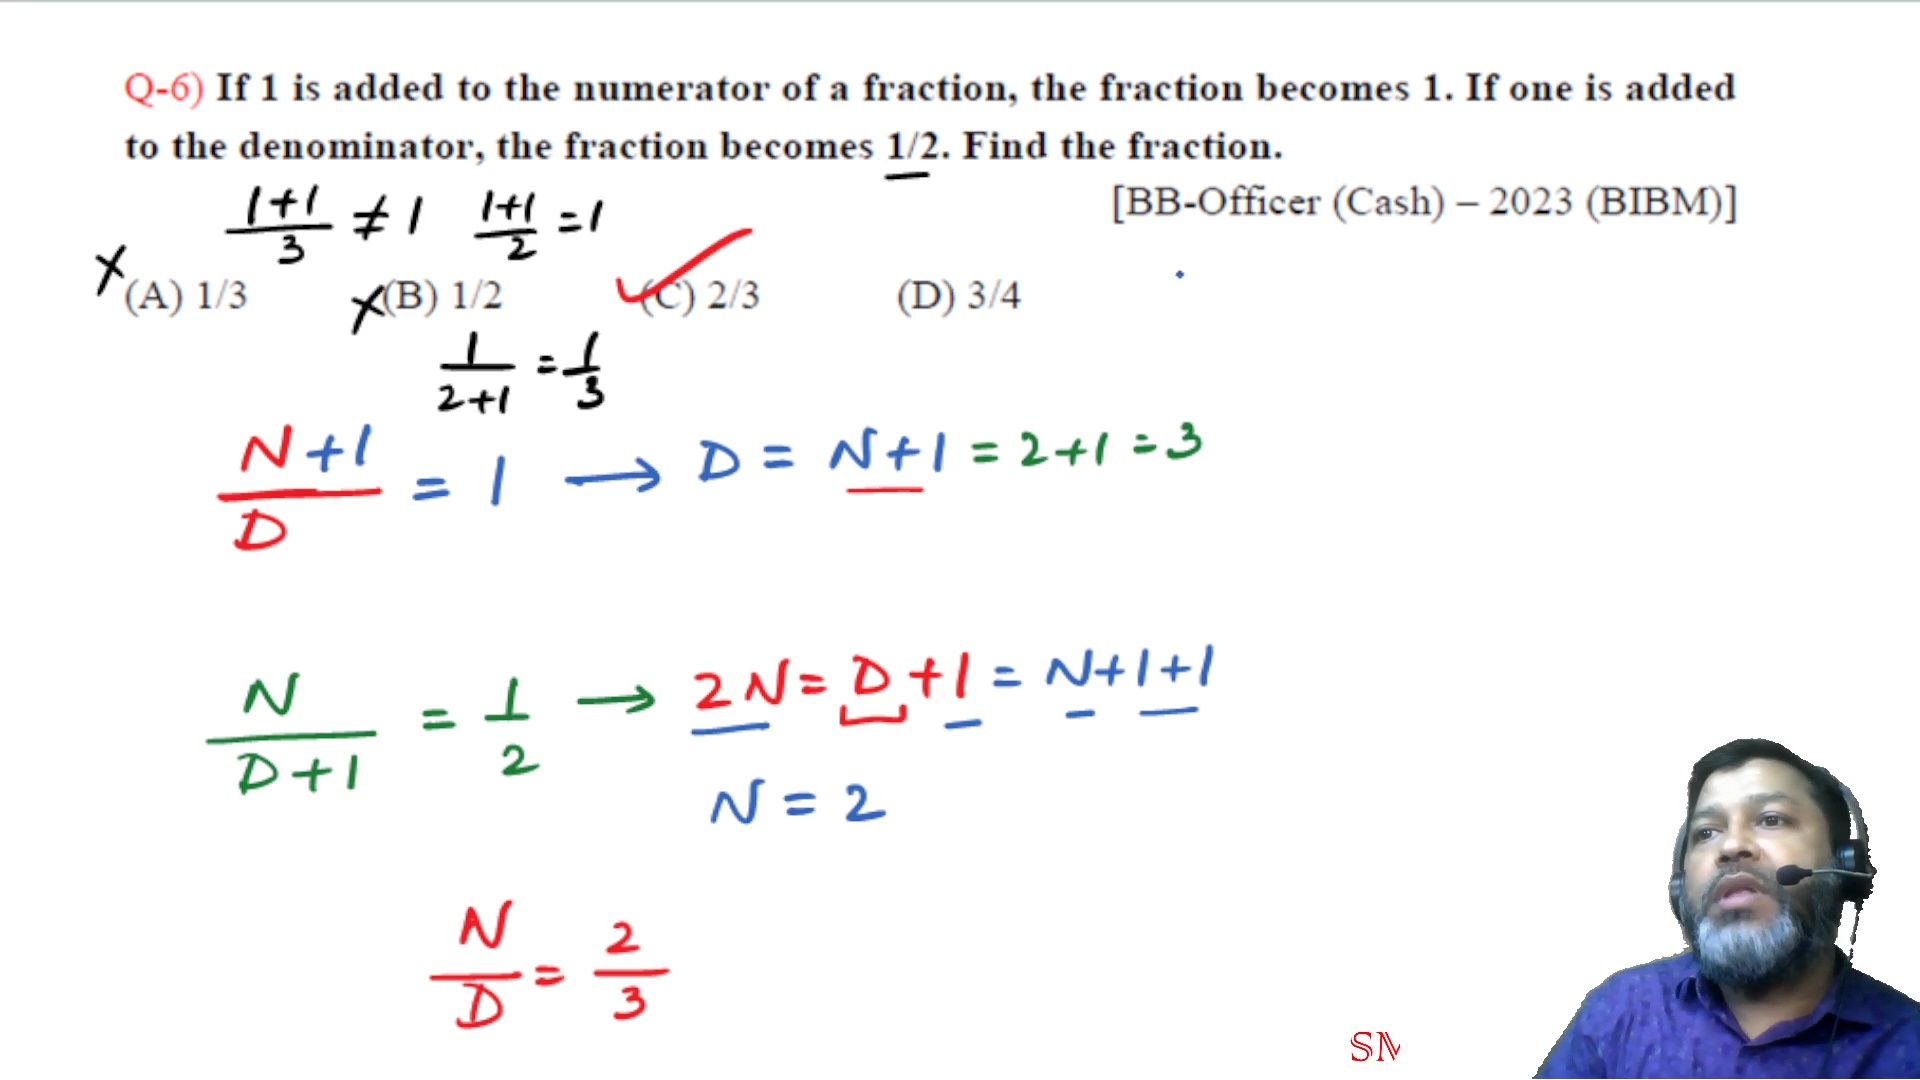 Q-6) If 1 is added to the numerator of a fraction, the fraction becomes 1. If one is added
to the denominator, the fraction becomes 1/2. Find the fraction.
[BB-Officer (Cash) – 2023 (BIBM)]
(1+1)/3 ≠ 1   (1+1)/2 = 1
(A) 1/3   (B) 1/2   (C) 2/3   (D) 3/4
1/(2+1) = 1/3
(N+1)/D = 1 → D = N+1 = 2+1 = 3
N/(D+1) = 1/2 → 2N = D+1 = N+1+1
N = 2
N/D = 2/3
SM